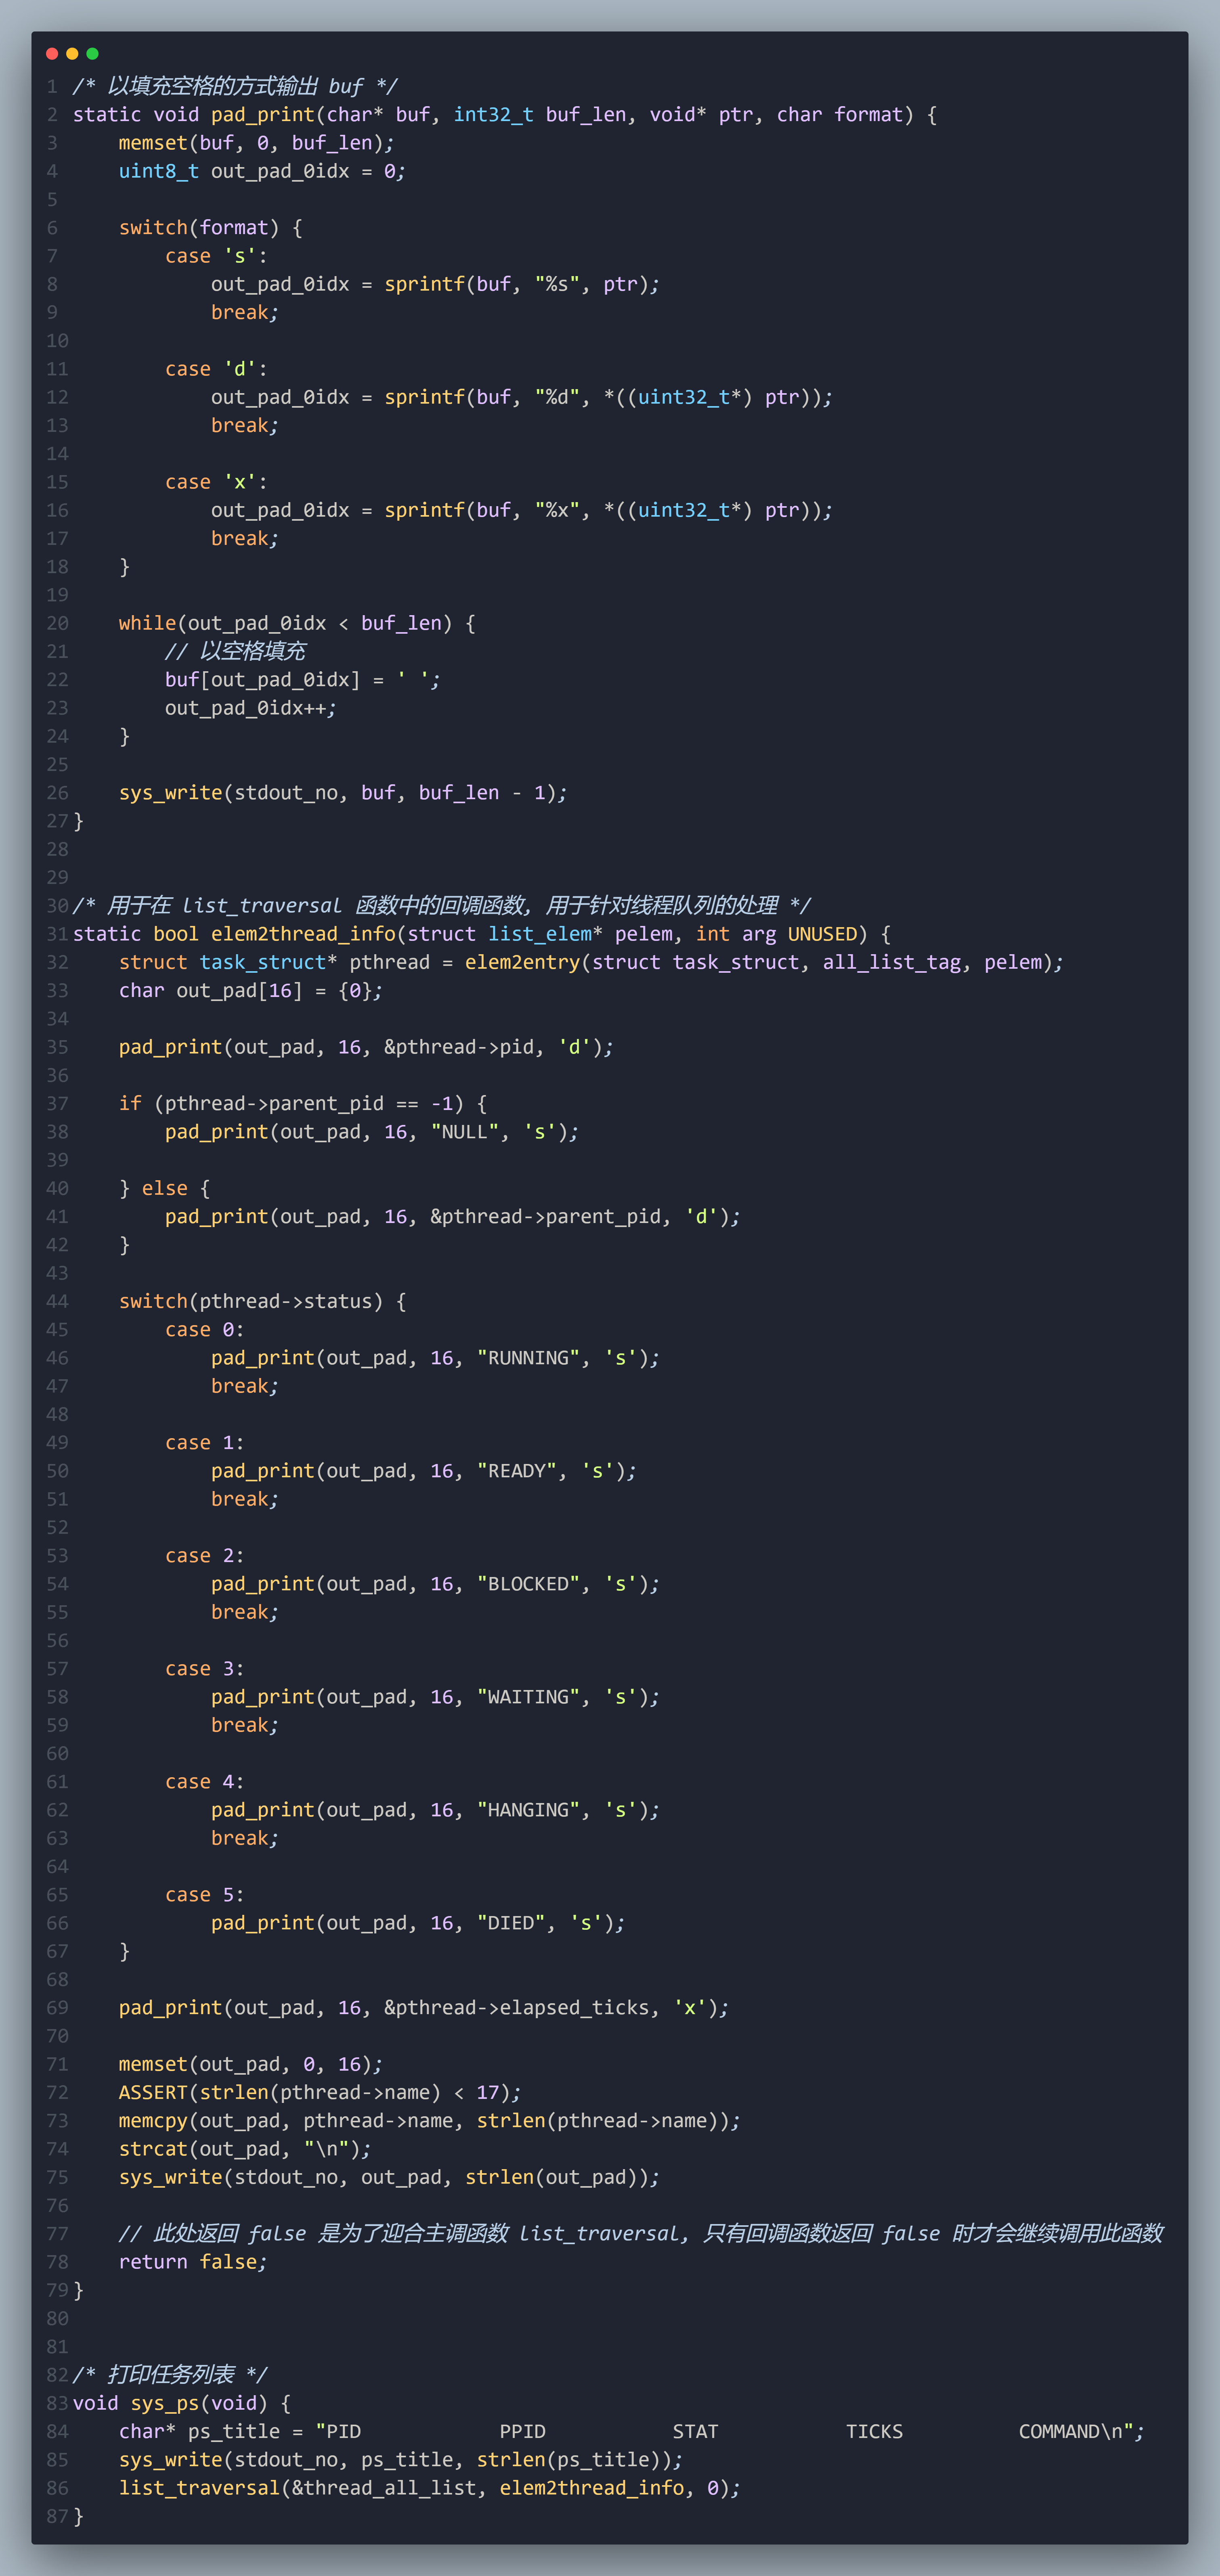 1 /* 以填充空格的方式输出 buf */
2 static void pad_print(char* buf, int32_t buf_len, void* ptr, char format) {
3     memset(buf, 0, buf_len);
4     uint8_t out_pad_0idx = 0;
5
6     switch(format) {
7         case 's':
8             out_pad_0idx = sprintf(buf, "%s", ptr);
9             break;
10
11         case 'd':
12             out_pad_0idx = sprintf(buf, "%d", *((uint32_t*) ptr));
13             break;
14
15         case 'x':
16             out_pad_0idx = sprintf(buf, "%x", *((uint32_t*) ptr));
17             break;
18     }
19
20     while(out_pad_0idx < buf_len) {
21         // 以空格填充
22         buf[out_pad_0idx] = ' ';
23         out_pad_0idx++;
24     }
25
26     sys_write(stdout_no, buf, buf_len - 1);
27 }
28
29
30 /* 用于在 list_traversal 函数中的回调函数, 用于针对线程队列的处理 */
31 static bool elem2thread_info(struct list_elem* pelem, int arg UNUSED) {
32     struct task_struct* pthread = elem2entry(struct task_struct, all_list_tag, pelem);
33     char out_pad[16] = {0};
34
35     pad_print(out_pad, 16, &pthread->pid, 'd');
36
37     if (pthread->parent_pid == -1) {
38         pad_print(out_pad, 16, "NULL", 's');
39
40     } else {
41         pad_print(out_pad, 16, &pthread->parent_pid, 'd');
42     }
43
44     switch(pthread->status) {
45         case 0:
46             pad_print(out_pad, 16, "RUNNING", 's');
47             break;
48
49         case 1:
50             pad_print(out_pad, 16, "READY", 's');
51             break;
52
53         case 2:
54             pad_print(out_pad, 16, "BLOCKED", 's');
55             break;
56
57         case 3:
58             pad_print(out_pad, 16, "WAITING", 's');
59             break;
60
61         case 4:
62             pad_print(out_pad, 16, "HANGING", 's');
63             break;
64
65         case 5:
66             pad_print(out_pad, 16, "DIED", 's');
67     }
68
69     pad_print(out_pad, 16, &pthread->elapsed_ticks, 'x');
70
71     memset(out_pad, 0, 16);
72     ASSERT(strlen(pthread->name) < 17);
73     memcpy(out_pad, pthread->name, strlen(pthread->name));
74     strcat(out_pad, "\n");
75     sys_write(stdout_no, out_pad, strlen(out_pad));
76
77     // 此处返回 false 是为了迎合主调函数 list_traversal, 只有回调函数返回 false 时才会继续调用此函数
78     return false;
79 }
80
81
82 /* 打印任务列表 */
83 void sys_ps(void) {
84     char* ps_title = "PID            PPID           STAT           TICKS          COMMAND\n";
85     sys_write(stdout_no, ps_title, strlen(ps_title));
86     list_traversal(&thread_all_list, elem2thread_info, 0);
87 }